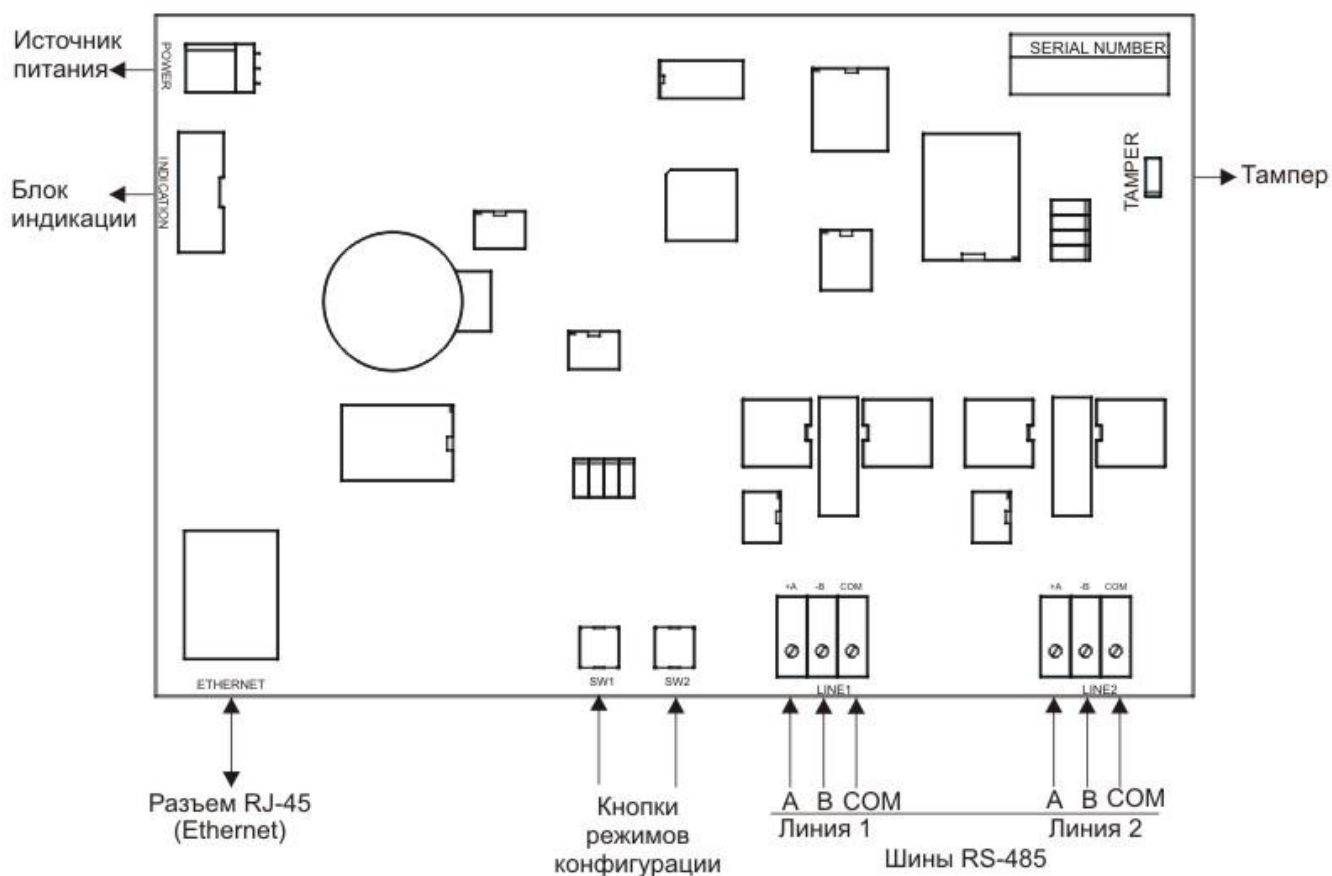 Источник
питания
POWER
SERIAL NUMBER
Блок
индикации
INDICATION
TAMPER
Тампер
+A -B COM
+A -B COM
ETHERNET
SW1
SW2
LINE1
LINE2
Разъем RJ-45
(Ethernet)
Кнопки
режимов
конфигурации
A B COM
Линия 1
A B COM
Линия 2
Шины RS-485